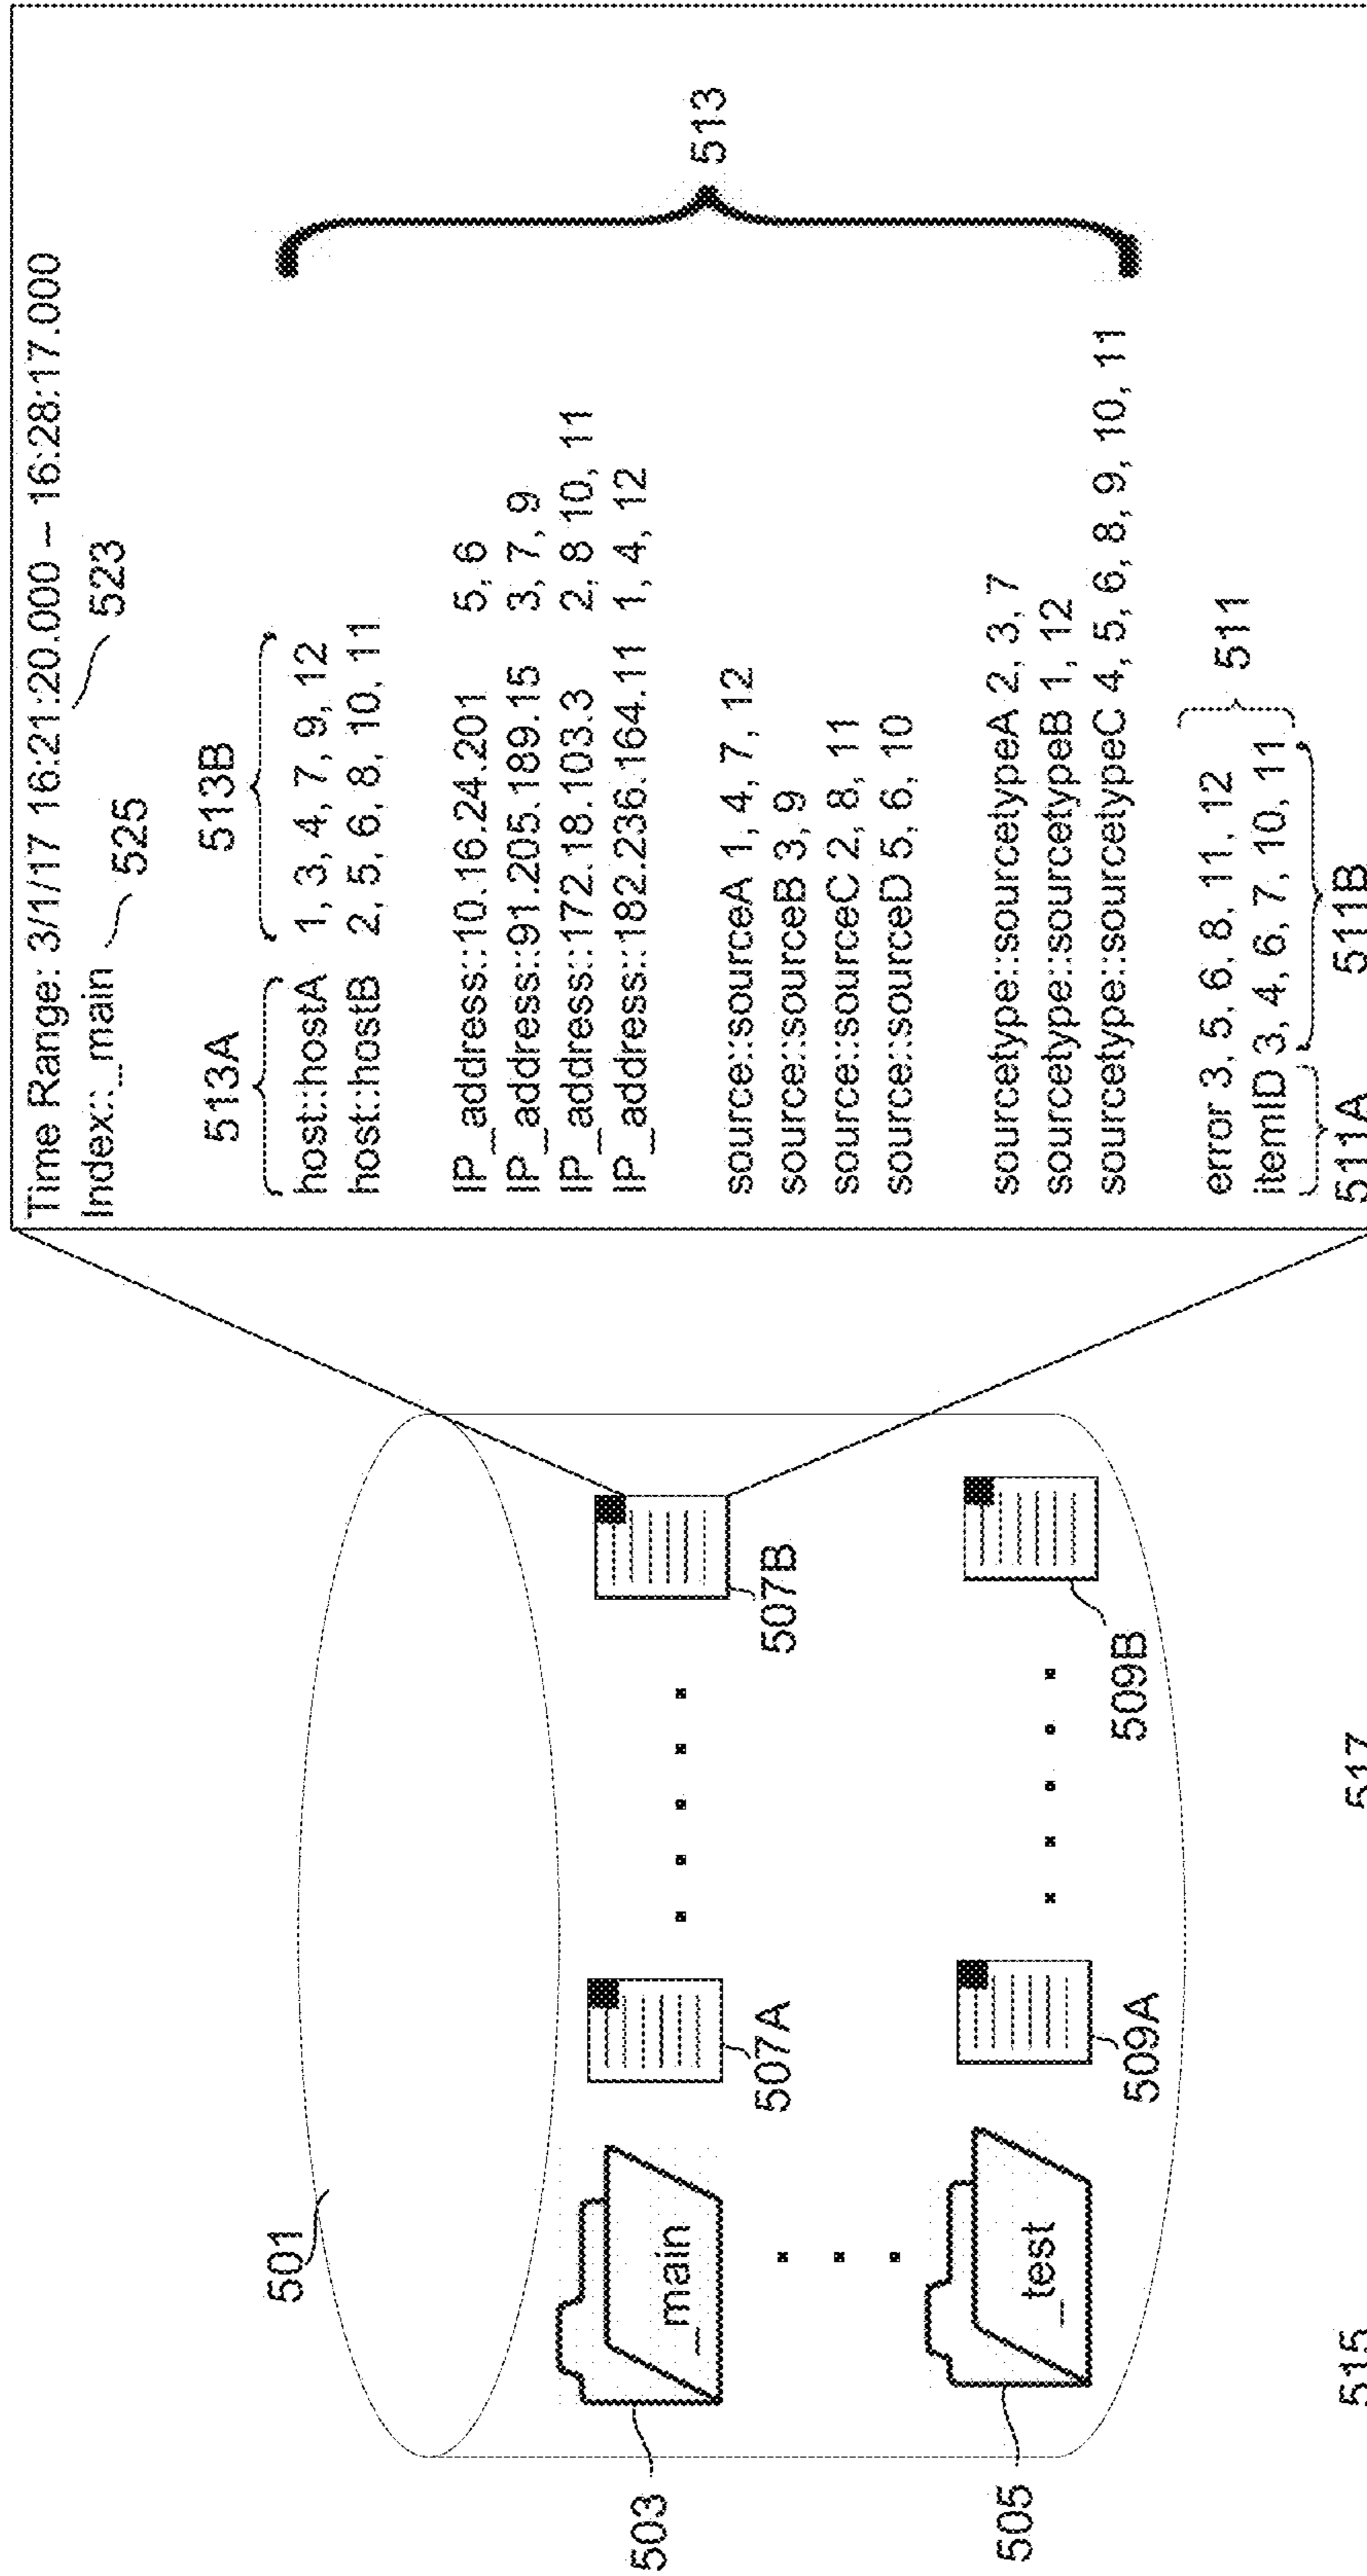 501
503
_main
507A
507B
505
_test
509A
509B
515
517
Time Range: 3/1/17 16:21:20.000 – 16:28:17.000
523
Index::_main
525
513A
513B
host::hostA 1, 3, 4, 7, 9, 12
host::hostB 2, 5, 6, 8, 10, 11
IP_address::10.16.24.201 5, 6
IP_address::91.205.189.15 3, 7, 9
IP_address::172.18.103.3 2, 8 10, 11
IP_address::182.236.164.11 1, 4, 12
source::sourceA 1, 4, 7, 12
source::sourceB 3, 9
source::sourceC 2, 8, 11
source::sourceD 5, 6, 10
sourcetype::sourcetypeA 2, 3, 7
sourcetype::sourcetypeB 1, 12
sourcetype::sourcetypeC 4, 5, 6, 8, 9, 10, 11
513
error 3, 5, 6, 8, 11, 12
itemID 3, 4, 6, 7, 10, 11
511
511A
511B